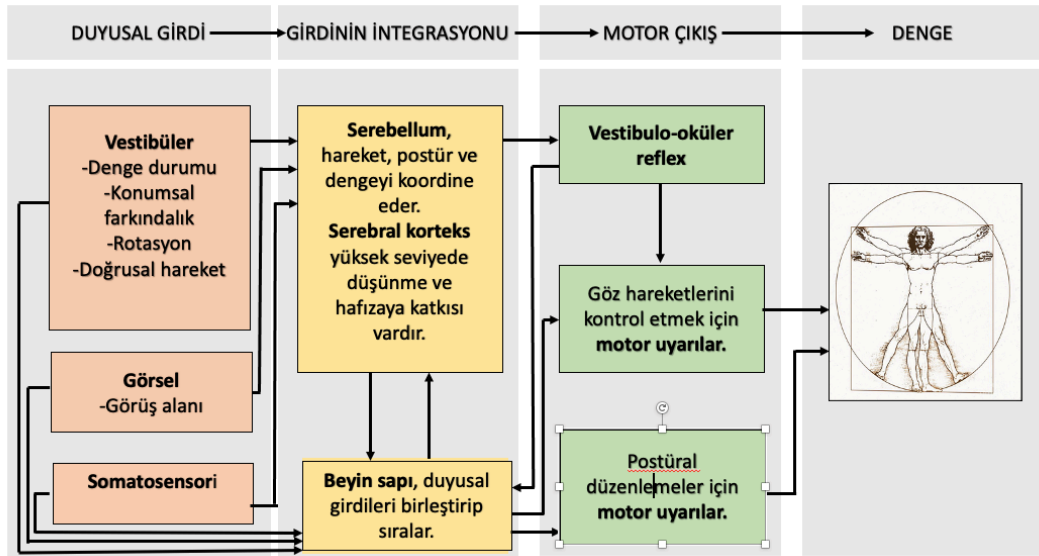 DUYUSAL GİRDİ
GİRDİNİN İNTEGRASYONU
MOTOR ÇIKIŞ
DENGE
Vestibüler
-Denge durumu
-Konumsal
farkındalık
-Rotasyon
-Doğrusal hareket
Görsel
-Görüş alanı
Somatosensori
Serebellum,
hareket, postür ve
dengeyi koordine
eder.
Serebral korteks
yüksek seviyede
düşünme ve
hafızaya katkısı
vardır.
Beyin sapı, duyusal
girdileri birleştirip
sıralar.
Vestibulo-oküler
reflex
Göz hareketlerini
kontrol etmek için
motor uyarılar.
Postüral
düzenlemeler için
motor uyarılar.